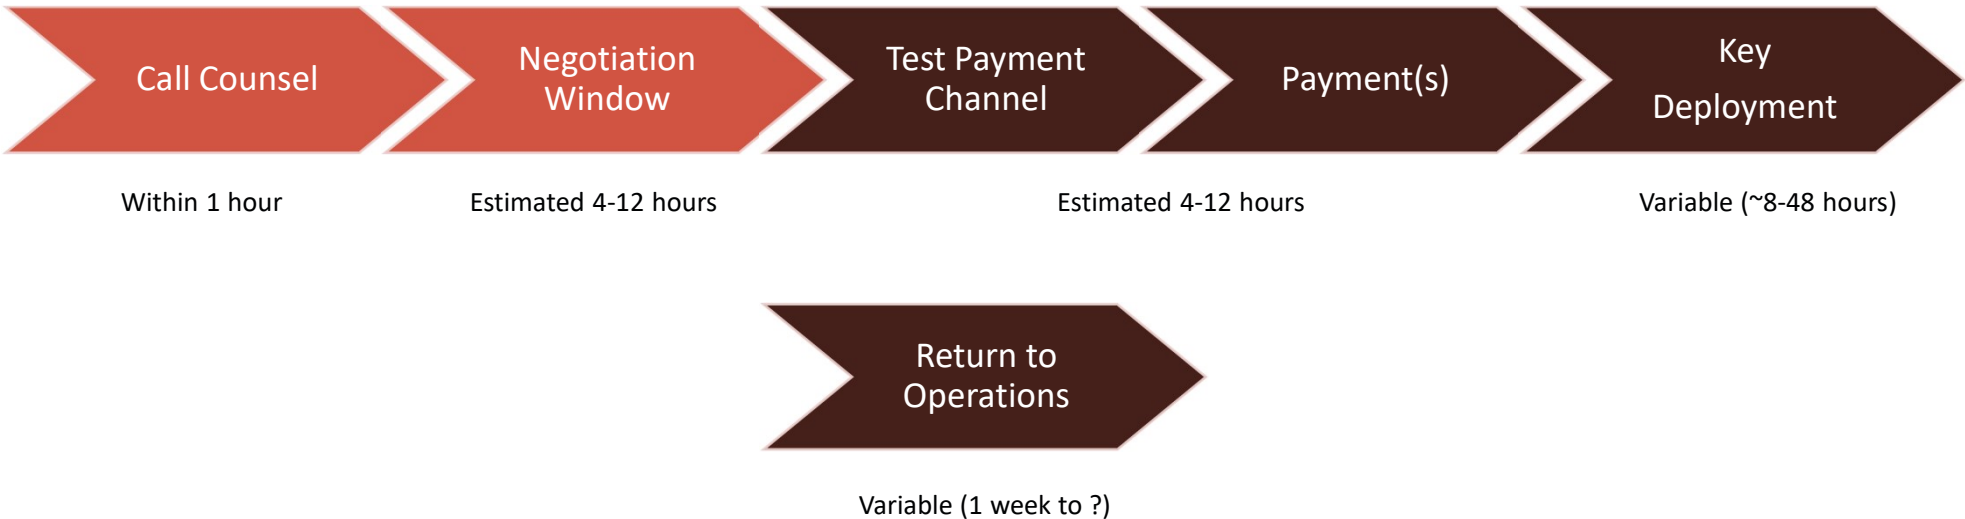 Call Counsel
Negotiation
Window
Test Payment
Channel
Payment(s)
Key
Deployment
Within 1 hour
Estimated 4-12 hours
Estimated 4-12 hours
Variable (~8-48 hours)
Return to
Operations
Variable (1 week to ?)